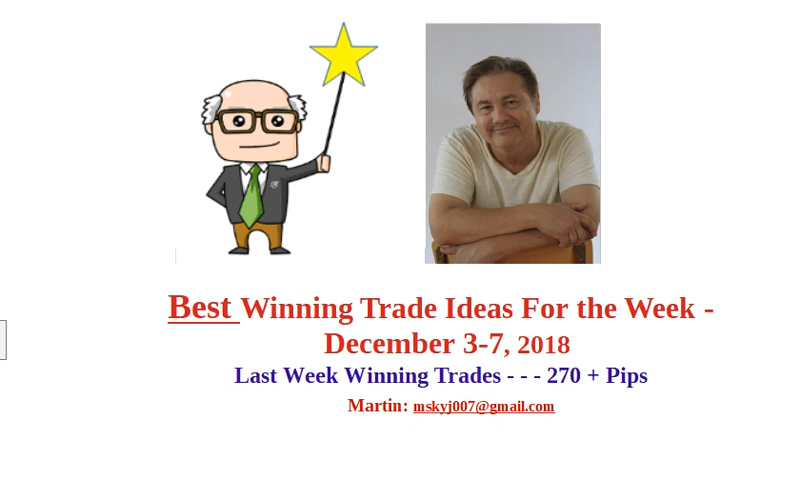 Best Winning Trade Ideas For the Week -
December 3-7, 2018
Last Week Winning Trades - - - 270 + Pips
Martin: mskyj007@gmail.com